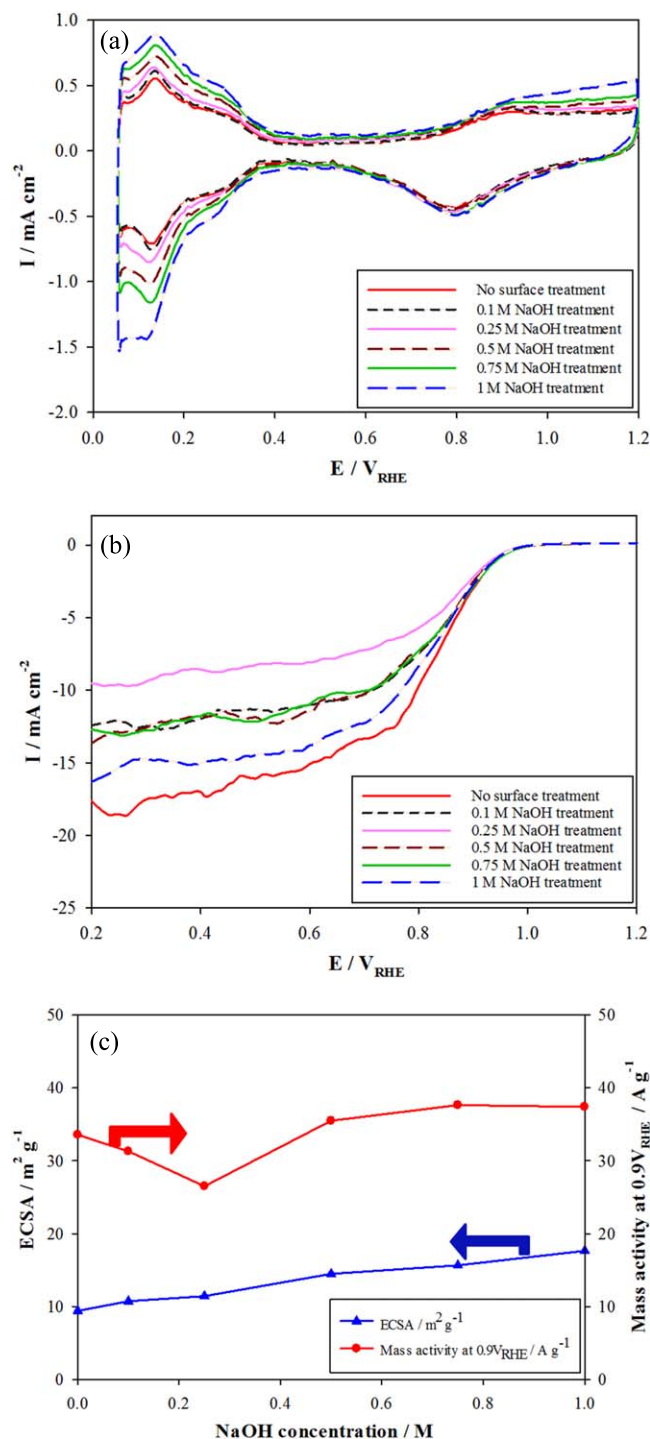 (a)
1.0
0.5
0.0
-0.5
-1.0
-1.5
-2.0
I / mA cm-2
No surface treatment
0.1 M NaOH treatment
0.25 M NaOH treatment
0.5 M NaOH treatment
0.75 M NaOH treatment
1 M NaOH treatment
0.0 0.2 0.4 0.6 0.8 1.0 1.2
E / VRHE
(b)
0
-5
-10
-15
-20
-25
I / mA cm-2
No surface treatment
0.1 M NaOH treatment
0.25 M NaOH treatment
0.5 M NaOH treatment
0.75 M NaOH treatment
1 M NaOH treatment
0.2 0.4 0.6 0.8 1.0 1.2
E / VRHE
(c)
50 50
40 40
30 30
20 20
10 10
0 0
ECSA / m2 g-1
Mass activity at 0.9VRHE / A g-1
ECSA / m2 g-1
Mass activity at 0.9VRHE / A g-1
0.0 0.2 0.4 0.6 0.8 1.0
NaOH concentration / M